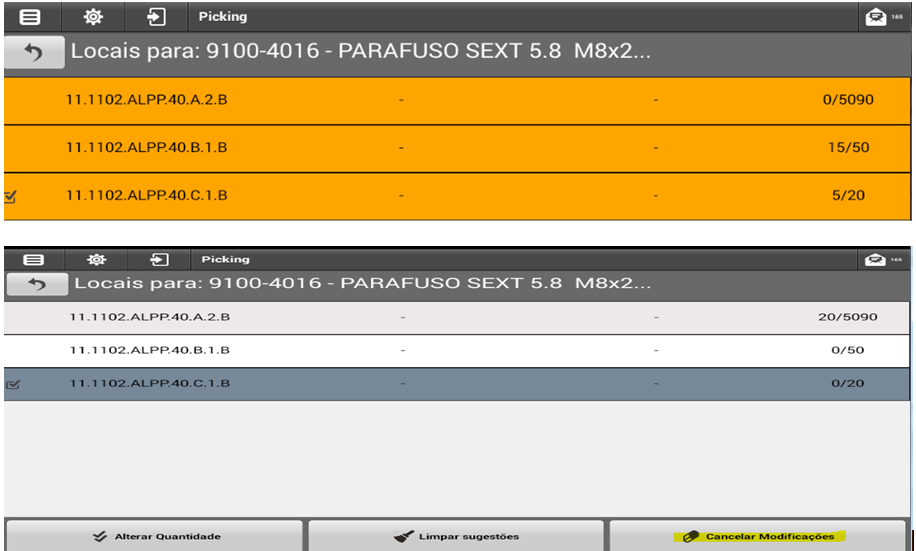 Picking 165
Locais para: 9100-4016 - PARAFUSO SEXT 5.8 M8x2...
11.1102.ALPP.40.A.2.B - - 0/5090
11.1102.ALPP.40.B.1.B - - 15/50
11.1102.ALPP.40.C.1.B - - 5/20
Picking 165
Locais para: 9100-4016 - PARAFUSO SEXT 5.8 M8x2...
11.1102.ALPP.40.A.2.B - - 20/5090
11.1102.ALPP.40.B.1.B - - 0/50
11.1102.ALPP.40.C.1.B - - 0/20
Alterar Quantidade Limpar sugestões Cancelar Modificações